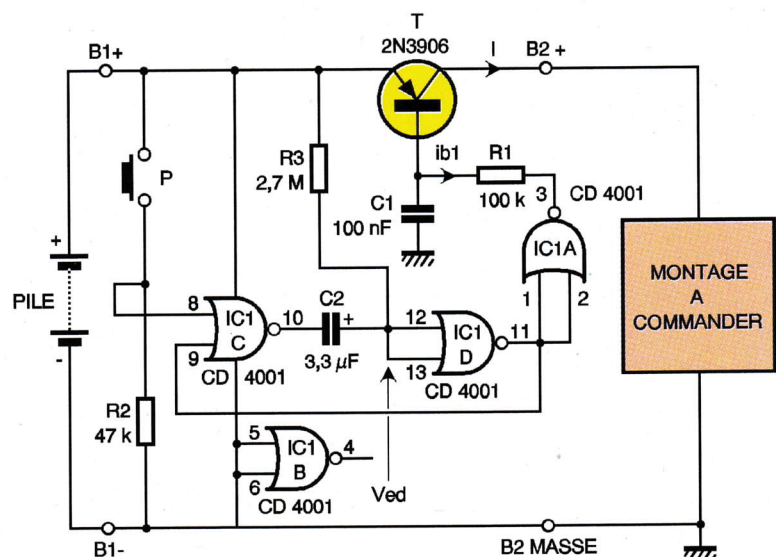 T
2N3906
B1+
I
B2 +
P
R3
2,7 M
ib1
R1
100 k
3
CD 4001
C1
100 nF
IC1A
1
2
+
PILE
-
8
IC1
C
9
10
CD 4001
C2
+
3,3 µF
12
IC1
D
13
11
CD 4001
MONTAGE
A
COMMANDER
R2
47 k
5
IC1
B
6
4
CD 4001
Ved
B1-
B2 MASSE